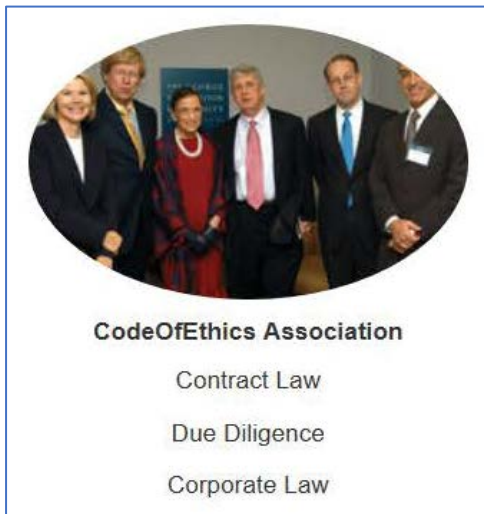 CodeOfEthics Association
Contract Law
Due Diligence
Corporate Law